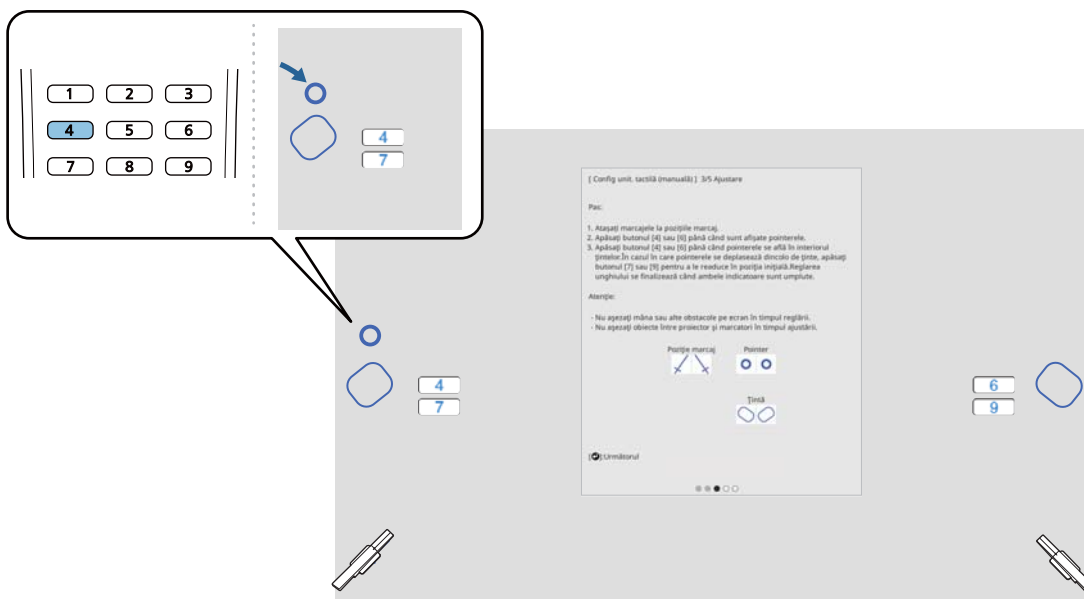 1 2 3
4 5 6
7 8 9
4
7
[ Config unit. tactilă (manuală) ] 3/5 Ajustare
Pas:
1. Atașați marcajele la pozițiile marcaj.
2. Apăsați butonul [4] sau [6] până când sunt afișate pointerele.
3. Apăsați butonul [4] sau [6] până când pointerele se află în interiorul
țintelor.În cazul în care pointerele se deplasează dincolo de ținte, apăsați
butonul [7] sau [9] pentru a le readuce în poziția inițială.Reglarea
unghiului se finalizează când ambele indicatoare sunt umplute.
Atenție:
- Nu așezați mâna sau alte obstacole pe ecran în timpul reglării.
- Nu așezați obiecte între proiector și marcatori în timpul ajustării.
Poziție marcaj Pointer
Țintă
[ ]:Următorul
4
7
6
9